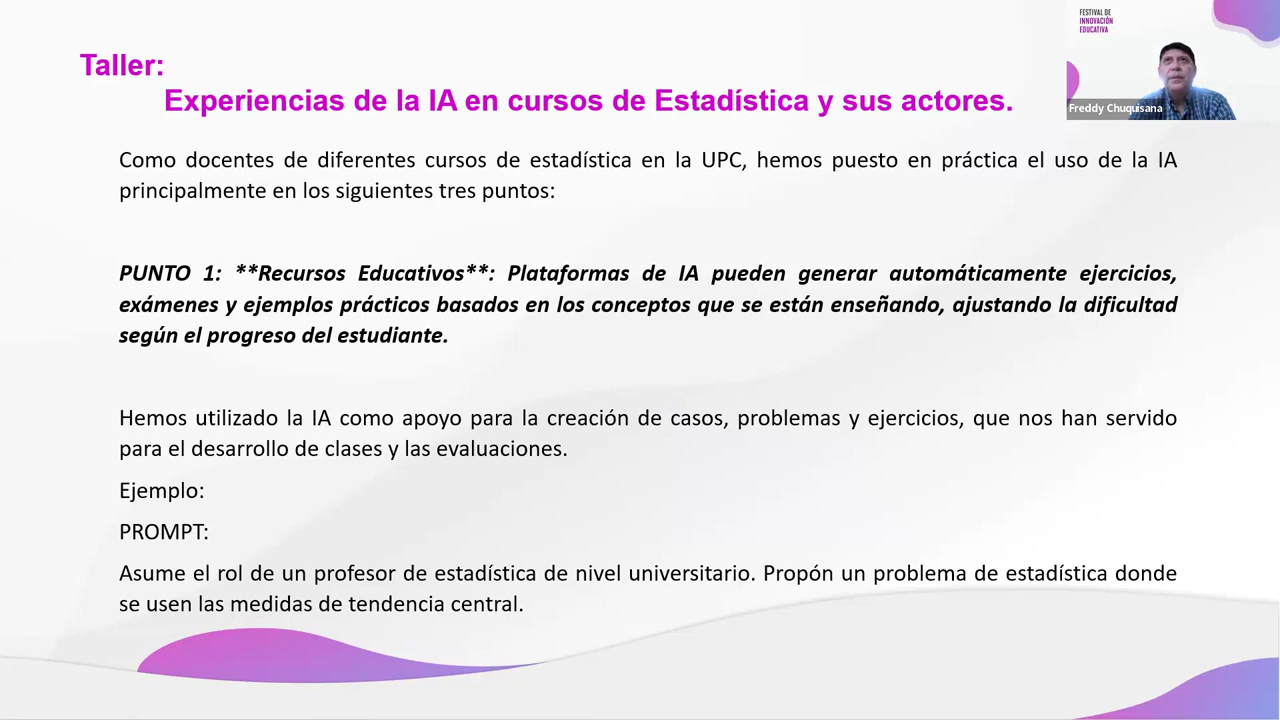 FESTIVAL DE
INNOVACIÓN
EDUCATIVA
Freddy Chuquisana
Taller:
Experiencias de la IA en cursos de Estadística y sus actores.
Como docentes de diferentes cursos de estadística en la UPC, hemos puesto en práctica el uso de la IA
principalmente en los siguientes tres puntos:
PUNTO 1: **Recursos Educativos**: Plataformas de IA pueden generar automáticamente ejercicios,
exámenes y ejemplos prácticos basados en los conceptos que se están enseñando, ajustando la dificultad
según el progreso del estudiante.
Hemos utilizado la IA como apoyo para la creación de casos, problemas y ejercicios, que nos han servido
para el desarrollo de clases y las evaluaciones.
Ejemplo:
PROMPT:
Asume el rol de un profesor de estadística de nivel universitario. Propón un problema de estadística donde
se usen las medidas de tendencia central.